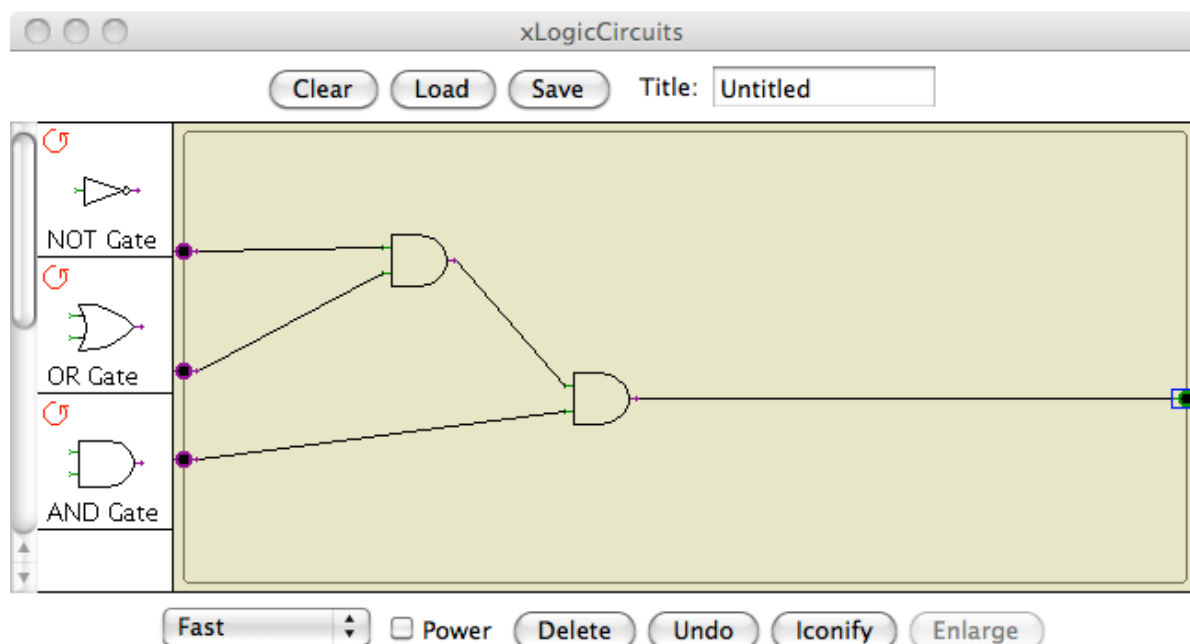 xLogicCircuits
Clear Load Save Title: Untitled
NOT Gate
OR Gate
AND Gate
Fast Power Delete Undo Iconify Enlarge